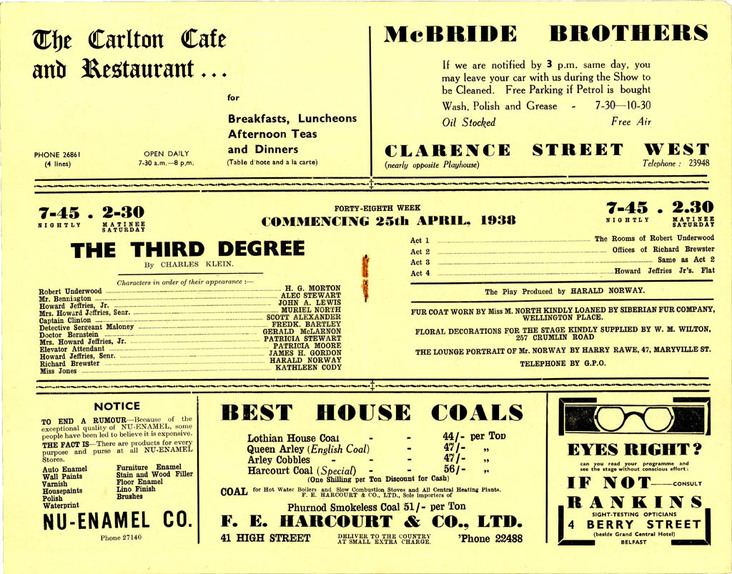 The Carlton Cafe
and Restaurant ...
for
Breakfasts, Luncheons
Afternoon Teas
and Dinners
(Table d'hote and a la carte)
PHONE 26861
(4 lines)
OPEN DAILY
7-30 a.m.—8 p.m.
McBRIDE BROTHERS
If we are notified by 3 p.m. same day, you
may leave your car with us during the Show to
be Cleaned. Free Parking if Petrol is bought
Wash, Polish and Grease - 7-30—10-30
Oil Stocked Free Air
CLARENCE STREET WEST
(nearly opposite Playhouse) Telephone : 23948
7-45 . 2-30
NIGHTLY MATINEE
SATURDAY
FORTY-EIGHTH WEEK
COMMENCING 25th APRIL, 1938
7-45 . 2.30
NIGHTLY MATINEE
SATURDAY
THE THIRD DEGREE
By CHARLES KLEIN.
Characters in order of their appearance :—
Robert Underwood H. G. MORTON
Mr. Bennington ALEC STEWART
Howard Jeffries, Jr. JOHN A. LEWIS
Mrs. Howard Jeffries, Senr. MURIEL NORTH
Captain Clinton SCOTT ALEXANDER
Detective Sergeant Maloney FREDK. BARTLEY
Doctor Bernstein GERALD McLARNON
Mrs. Howard Jeffries, Jr. PATRICIA STEWART
Elevator Attendant PATRICIA MOORE
Howard Jeffries, Senr. JAMES H. GORDON
Richard Brewster HARALD NORWAY
Miss Jones KATHLEEN CODY
Act 1 The Rooms of Robert Underwood
Act 2 Offices of Richard Brewster
Act 3 Same as Act 2
Act 4 Howard Jeffries Jr's. Flat
The Play Produced by HARALD NORWAY.
FUR COAT WORN BY Miss M. NORTH KINDLY LOANED BY SIBERIAN FUR COMPANY,
WELLINGTON PLACE.
FLORAL DECORATIONS FOR THE STAGE KINDLY SUPPLIED BY W. M. WILTON,
257 CRUMLIN ROAD
THE LOUNGE PORTRAIT OF Mr. NORWAY BY HARRY RAWE, 47, MARYVILLE ST.
TELEPHONE BY G.P.O.
NOTICE
TO END A RUMOUR—Because of the
exceptional quality of NU-ENAMEL, some
people have been led to believe it is expensive.
THE FACT IS—There are products for every
purpose and purse at all NU-ENAMEL
Stores.
Auto Enamel
Wall Paints
Varnish
Housepaints
Polish
Waterprint
Furniture Enamel
Stain and Wood Filler
Floor Enamel
Lino Finish
Brushes
NU-ENAMEL CO.
Phone 27140
BEST HOUSE COALS
Lothian House Coal - - 44/- per Ton
Queen Arley (English Coal) - 47/- „
Arley Cobbles - - 47/- „
Harcourt Coal (Special) - 56/- „
(One Shilling per Ton Discount for Cash)
COAL for Hot Water Boilers and Slow Combustion Stoves and All Central Heating Plants.
F. E. HARCOURT & CO., LTD., Sole importers of
Phurnod Smokeless Coal 51/- per Ton
F. E. HARCOURT & CO., LTD.
41 HIGH STREET DELIVER TO THE COUNTRY
AT SMALL EXTRA CHARGE. 'Phone 22488
EYES RIGHT?
can you read your programme and
see the stage without conscious effort:
IF NOT—CONSULT
RANKINS
SIGHT-TESTING OPTICIANS
4 BERRY STREET
(beside Grand Central Hotel)
BELFAST